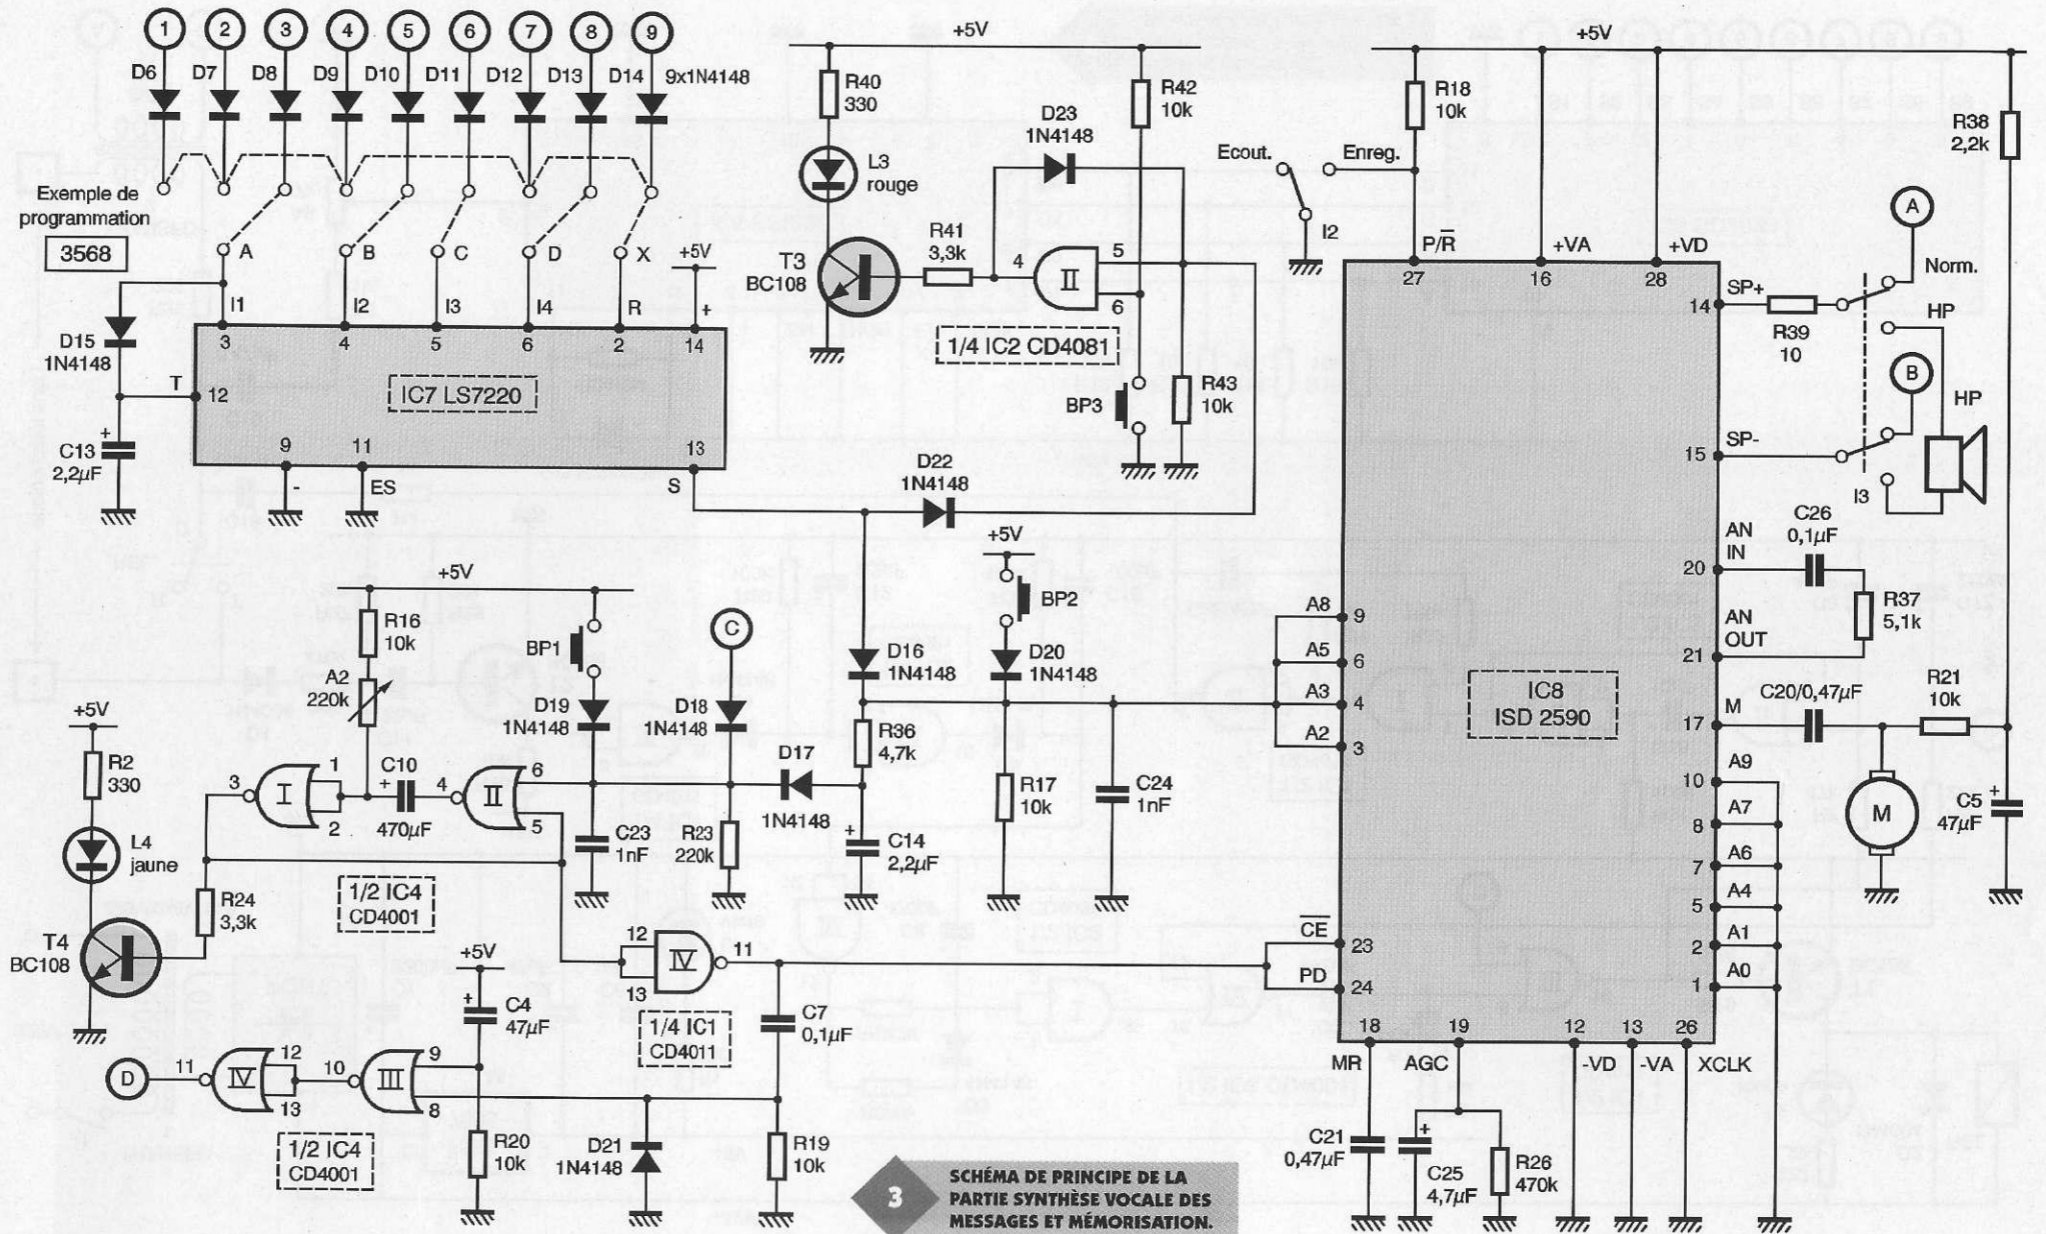 1 2 3 4 5 6 7 8 9
D6 D7 D8 D9 D10 D11 D12 D13 D14 9x1N4148
Exemple de
programmation
3568
A B C D X
+5V
I1 I2 I3 I4 R +
3 4 5 6 2 14
D15
1N4148
T 12
IC7 LS7220
C13
2,2µF
+
9 11 13
- ES S
+5V
R40
330
L3
rouge
T3
BC108
R41
3,3k
D23
1N4148
R42
10k
4 II 5
6
1/4 IC2 CD4081
BP3
R43
10k
D22
1N4148
+5V
R18
10k
Ecout. Enreg.
I2
P/R +VA +VD
27 16 28
R38
2,2k
A
Norm.
14 SP+
R39
10
HP
B
HP
15 SP-
I3
C26
0,1µF
AN
IN
20
R37
5,1k
AN
OUT
21
C20/0,47µF
R21
10k
M
17
M
C5
47µF
+
IC8
ISD 2590
A8 9
A5 6
A3 4
A2 3
A9
10
A7
8
A6
7
A4
5
A1
2
A0
1
CE
23
PD
24
18 19 12 13 26
MR AGC -VD -VA XCLK
C21
0,47µF
+
C25
4,7µF
R26
470k
+5V
R16
10k
A2
220k
BP1
D19
1N4148
C
D18
1N4148
D16
1N4148
+5V
BP2
D20
1N4148
R36
4,7k
D17
1N4148
R17
10k
C24
1nF
+5V
R2
330
L4
jaune
3 I 1
2
C10
+
470µF
4 II 6
5
C23
1nF
R23
220k
+
C14
2,2µF
1/2 IC4
CD4001
R24
3,3k
T4
BC108
+5V
+
C4
47µF
12
IV 11
13
1/4 IC1
CD4011
C7
0,1µF
D 11 IV 12
13
10 III 9
8
1/2 IC4
CD4001
R20
10k
D21
1N4148
R19
10k
3
SCHÉMA DE PRINCIPE DE LA
PARTIE SYNTHÈSE VOCALE DES
MESSAGES ET MÉMORISATION.